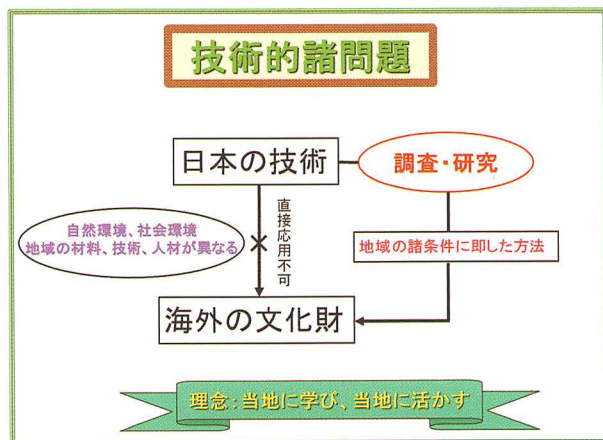 技術的諸問題
日本の技術
調査・研究
自然環境、社会環境
地域の材料、技術、人材が異なる
直接応用不可
地域の諸条件に即した方法
海外の文化財
理念：当地に学び、当地に活かす